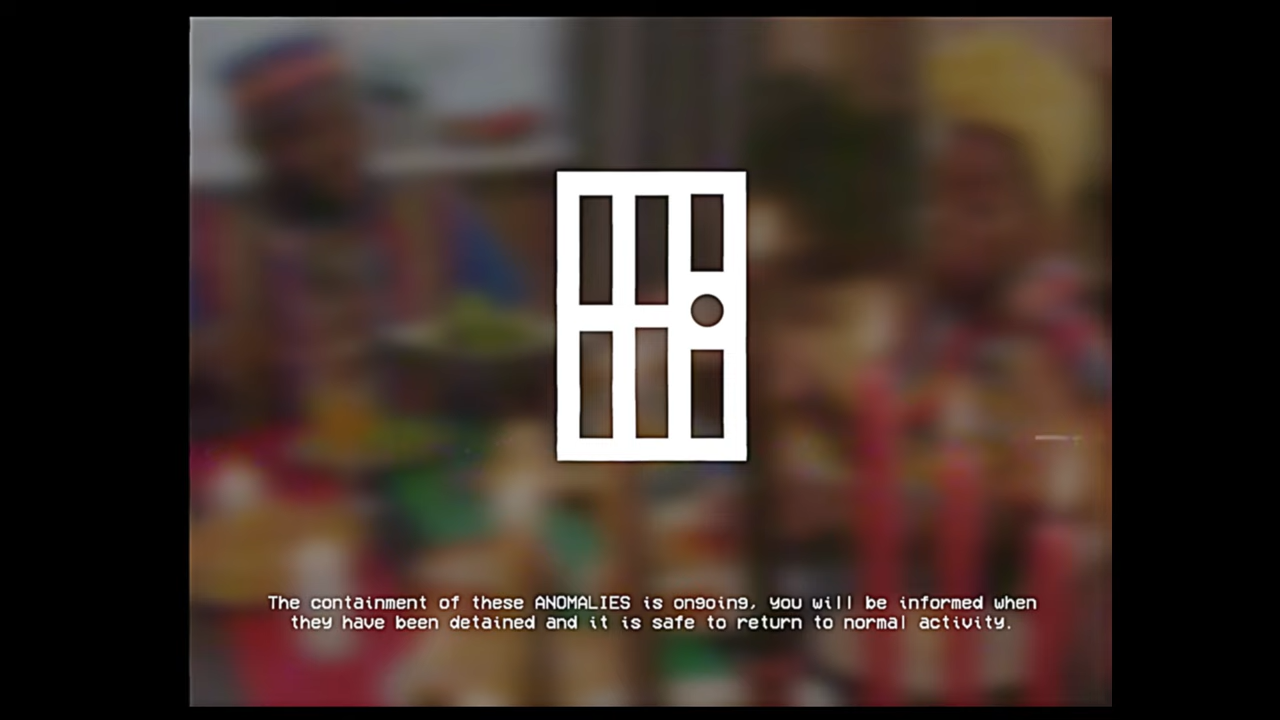 The containment of these ANOMALIES is ongoing, you will be informed when
they have been detained and it is safe to return to normal activity.